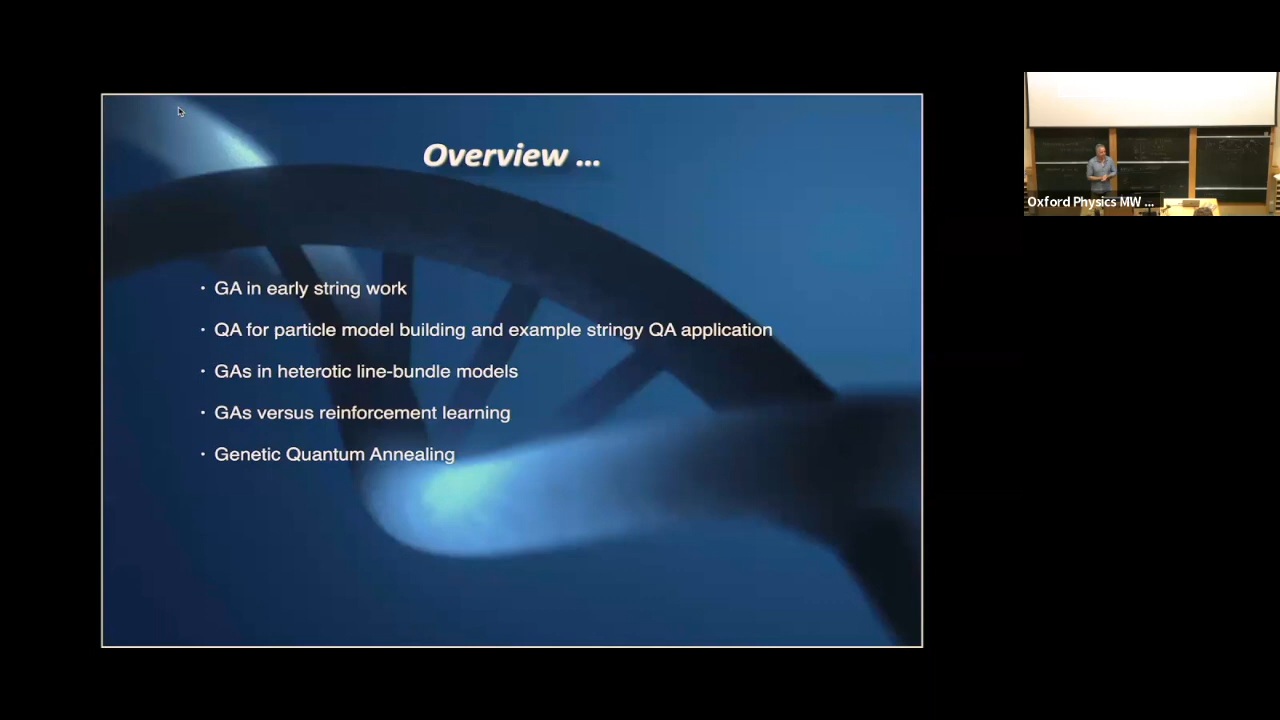 Overview ...
· GA in early string work
· QA for particle model building and example stringy QA application
· GAs in heterotic line-bundle models
· GAs versus reinforcement learning
· Genetic Quantum Annealing
Oxford Physics MW ...